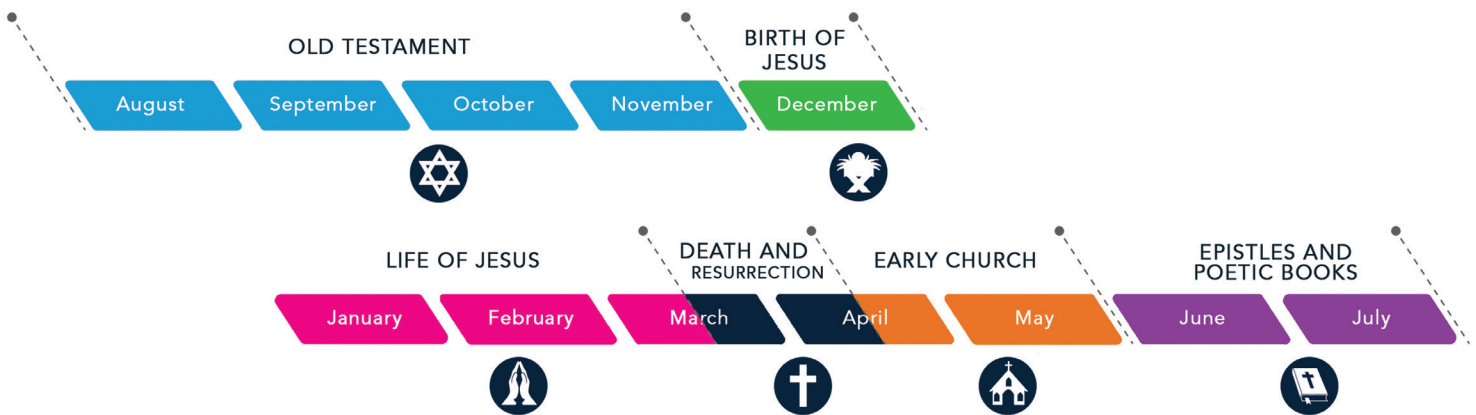 OLD TESTAMENT
BIRTH OF
JESUS
August September October November December
LIFE OF JESUS
DEATH AND
RESURRECTION
EARLY CHURCH
EPISTLES AND
POETIC BOOKS
January February March April May June July